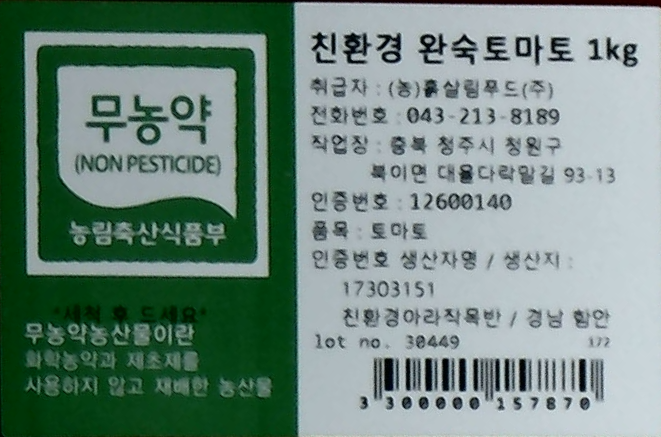 무농약
(NON PESTICIDE)
농림축산식품부
"세척 후 드세요"
무농약농산물이란
화학농약과 제초제를
사용하지 않고 재배한 농산물
친환경 완숙토마토 1kg
취급자 : (농)흙살림푸드(주)
전화번호 : 043-213-8189
작업장 : 충북 청주시 청원구
북이면 대율다락말길 93-13
인증번호 : 12600140
품목 : 토마토
인증번호 생산자명 / 생산지 :
17303151
친환경아라작목반 / 경남 함안
lot no. 30449
172
3 300000 157870